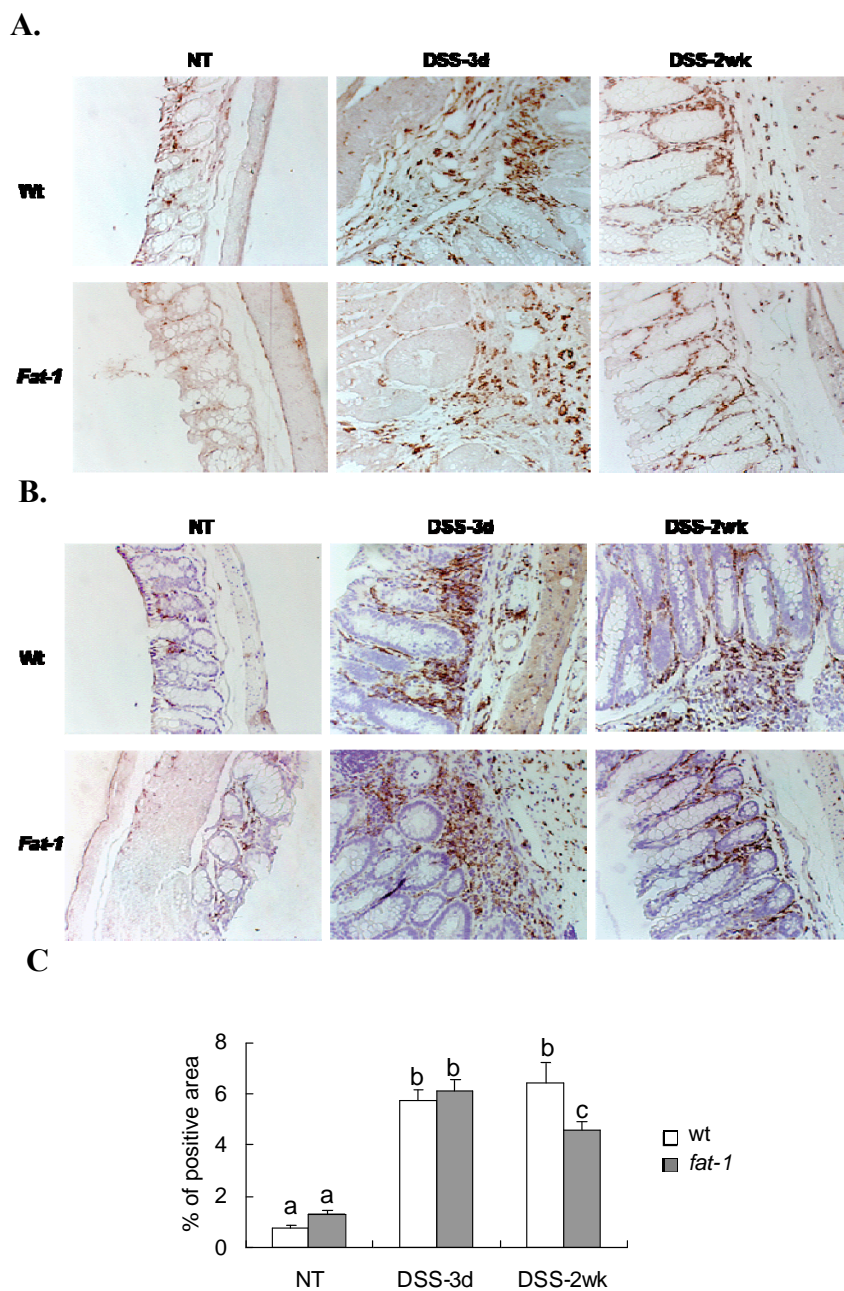 A.
NT DSS-3d DSS-2wk
Wt
Fat-1
B.
NT DSS-3d DSS-2wk
Wt
Fat-1
C
% of positive area
8
6
4
2
0
a a b b b c
wt
fat-1
NT DSS-3d DSS-2wk